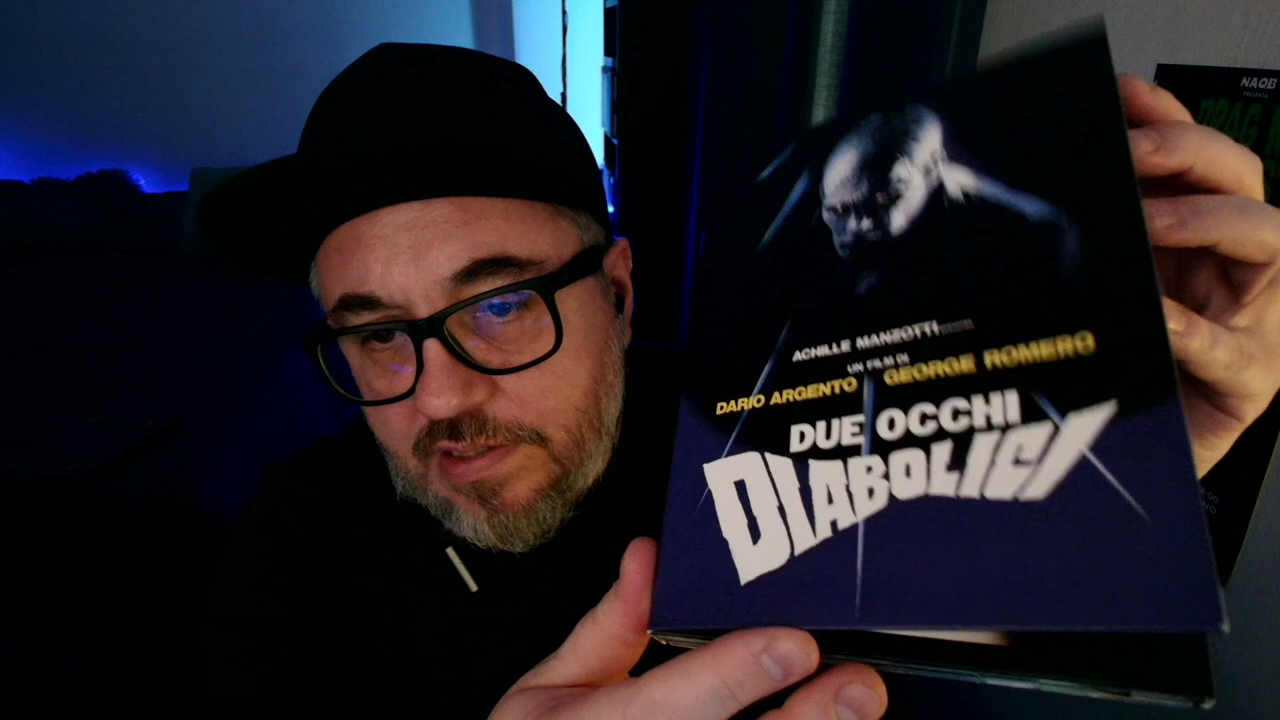 ACHILLE MANZOTTI
UN FILM DI
DARIO ARGENTO GEORGE ROMERO
DUE OCCHI
DIABOLICI
NAQB